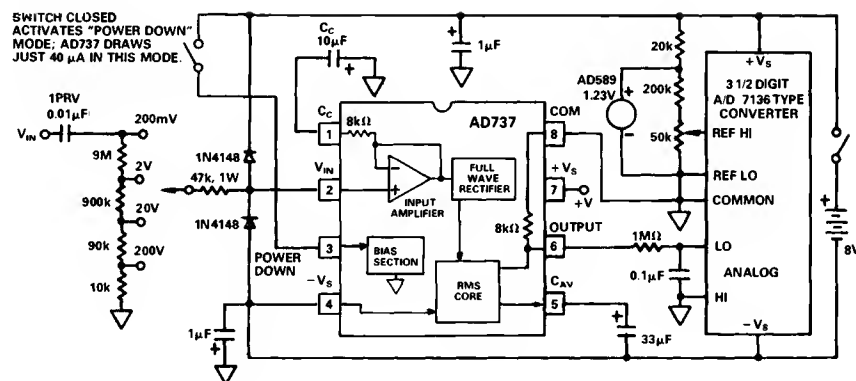 SWITCH CLOSED
ACTIVATES "POWER DOWN"
MODE; AD737 DRAWS
JUST 40 µA IN THIS MODE.
CC
10µF
+
1µF
+
20k
+VS
3 1/2 DIGIT
A/D 7136 TYPE
CONVERTER
AD589
1.23V
+
–
200k
50k
REF HI
REF LO
COMMON
1PRV
0.01µF
VIN
200mV
9M
2V
900k
20V
90k
200V
10k
1N4148
47k, 1W
1N4148
CC
1
8kΩ
AD737
COM
8
VIN
2
–
+
INPUT
AMPLIFIER
FULL
WAVE
RECTIFIER
+VS
7
+V
8kΩ
OUTPUT
6
1MΩ
LO
0.1µF
ANALOG
HI
POWER
DOWN
3
BIAS
SECTION
RMS
CORE
–VS
4
CAV
5
+
33µF
1µF
+
–VS
+
8V